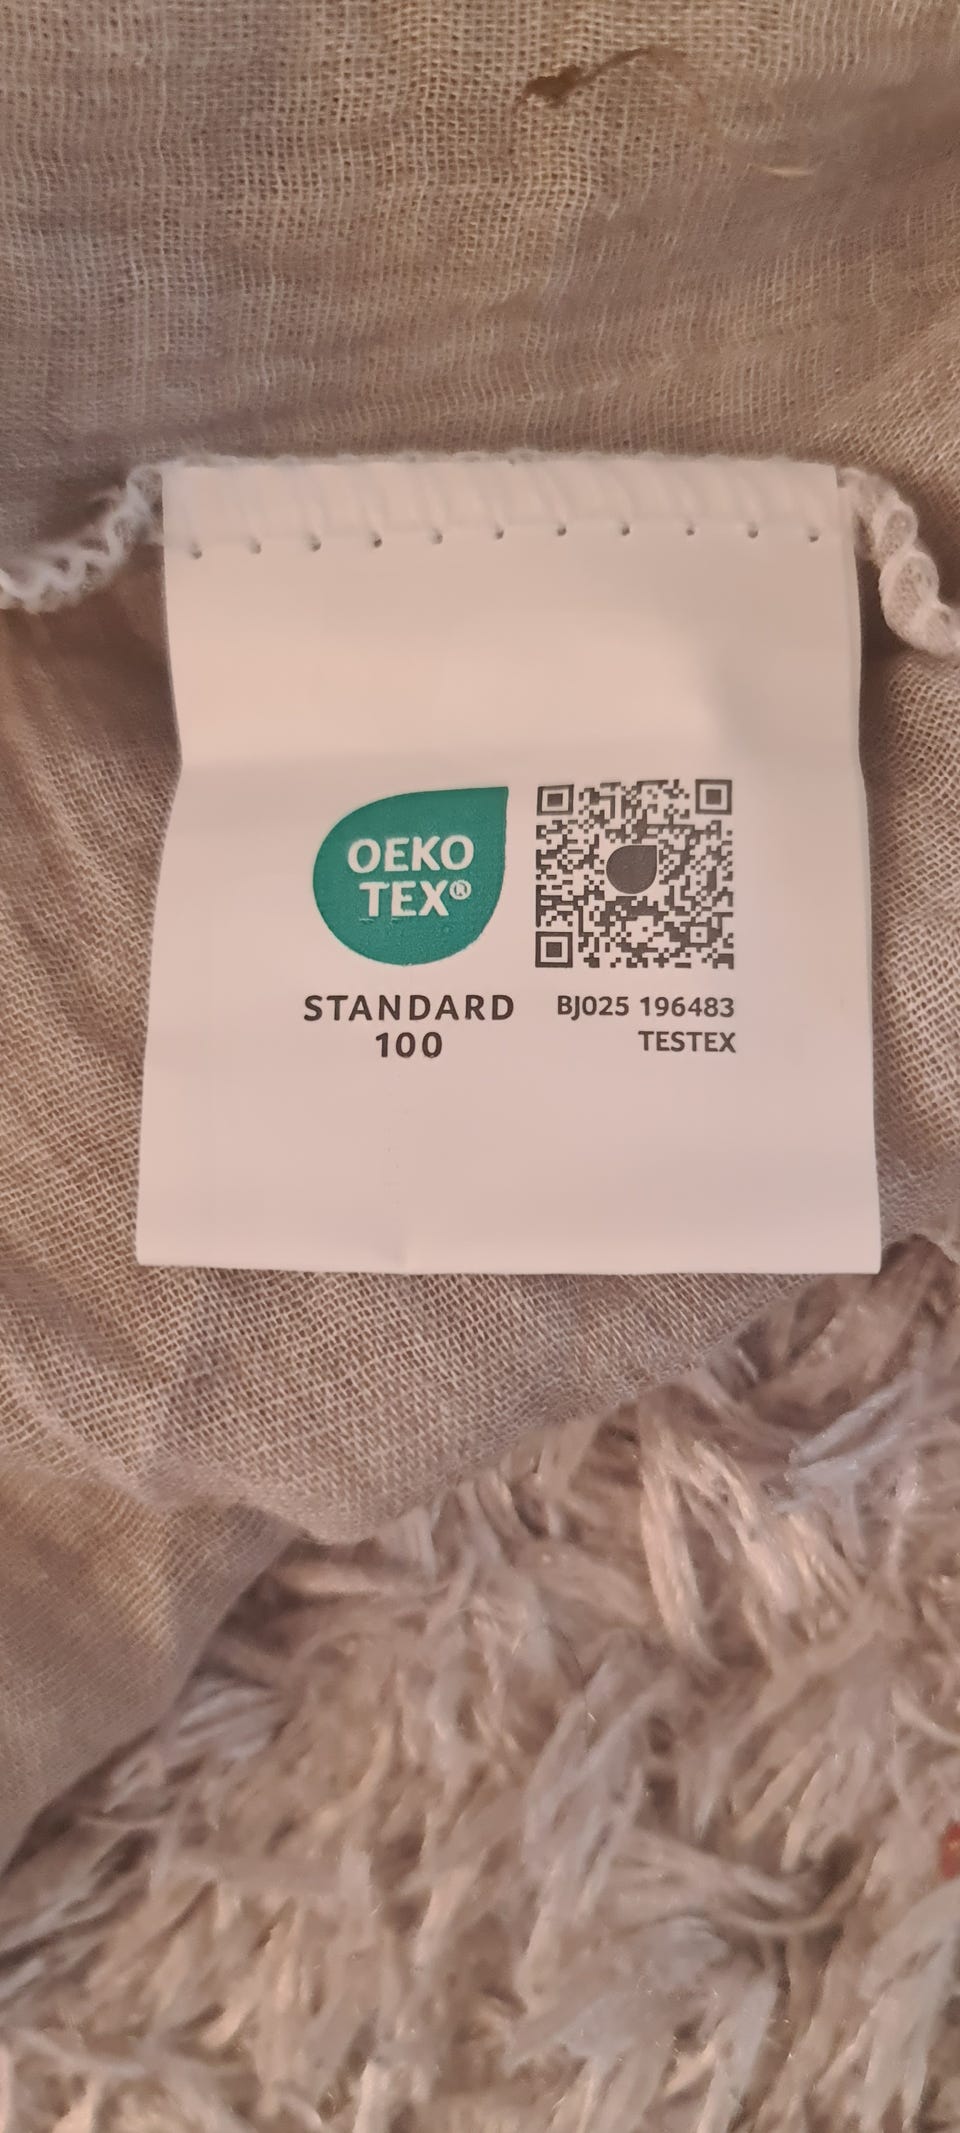 OEKO
TEX®
STANDARD
100
BJ025 196483
TESTEX